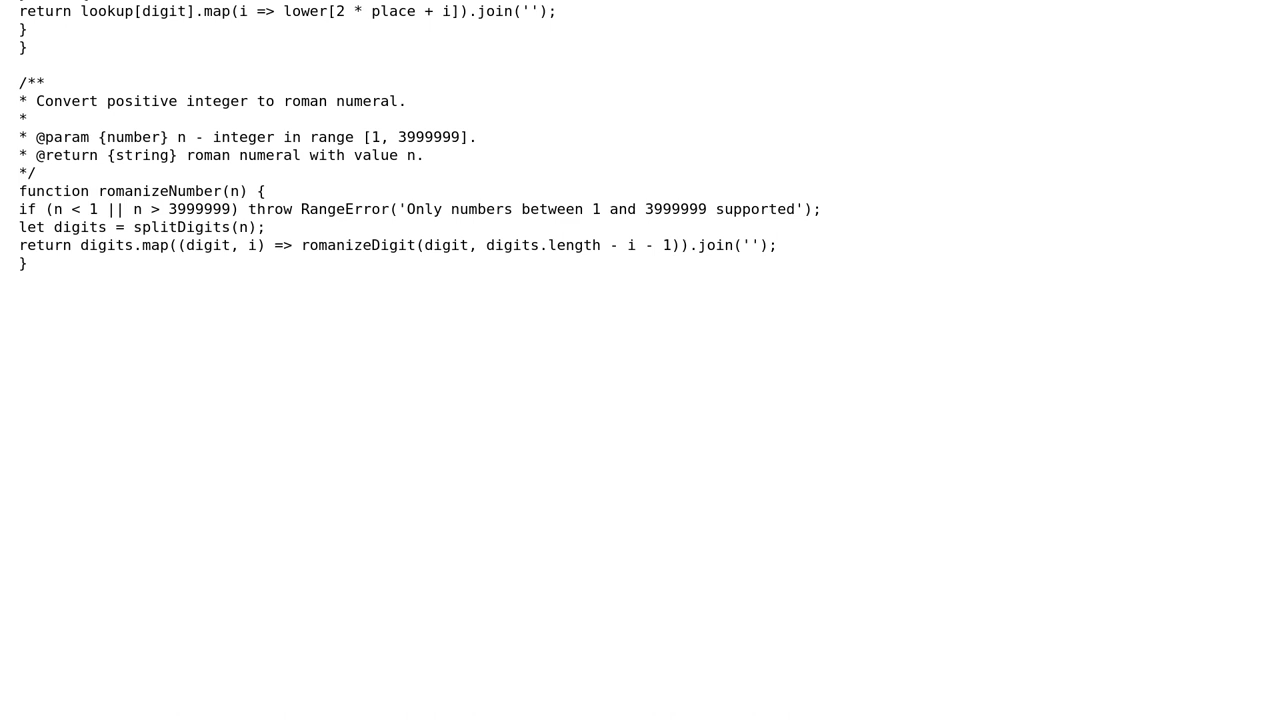 return lookup[digit].map(i => lower[2 * place + i]).join('');
}
}

/**
* Convert positive integer to roman numeral.
*
* @param {number} n - integer in range [1, 3999999].
* @return {string} roman numeral with value n.
*/
function romanizeNumber(n) {
if (n < 1 || n > 3999999) throw RangeError('Only numbers between 1 and 3999999 supported');
let digits = splitDigits(n);
return digits.map((digit, i) => romanizeDigit(digit, digits.length - i - 1)).join('');
}